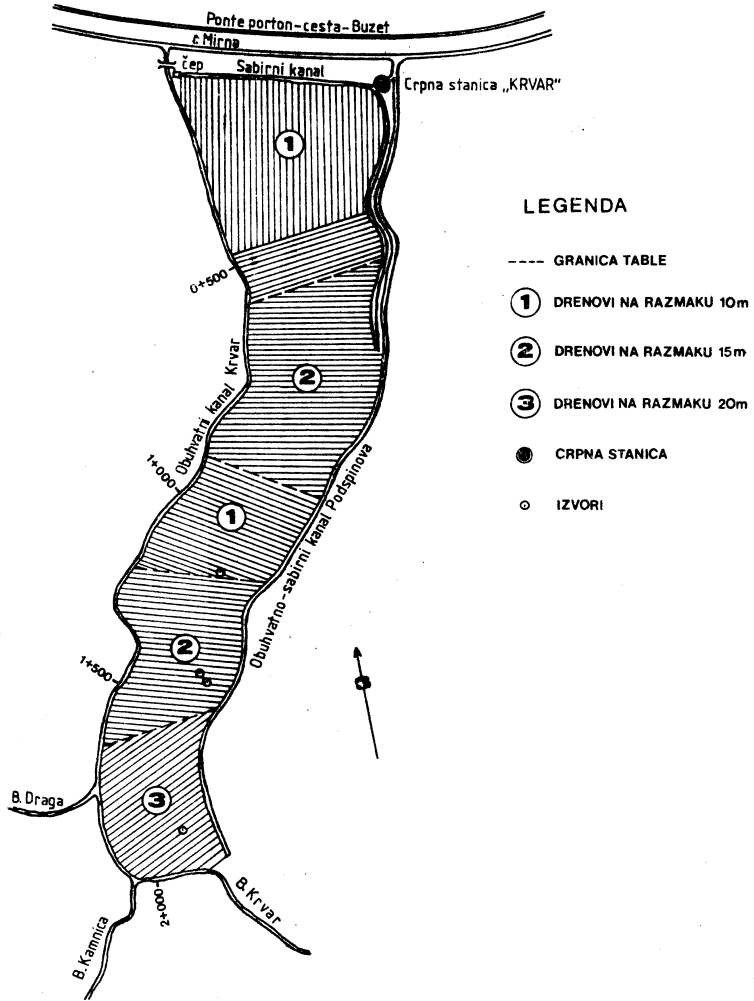 Ponte porton-cesta-Buzet
r. Mirna
čep
Sabirni kanal
Crpna stanica „KRVAR"
1
0+500
Obuhvatni kanal Krvar
2
1+000
1
Obuhvatno-sabirni kanal Podspinova
2
1+500
3
B. Draga
2+000
B. Krvar
B. Kamnica
LEGENDA
GRANICA TABLE
1 DRENOVI NA RAZMAKU 10m
2 DRENOVI NA RAZMAKU 15m
3 DRENOVI NA RAZMAKU 20m
CRPNA STANICA
IZVORI